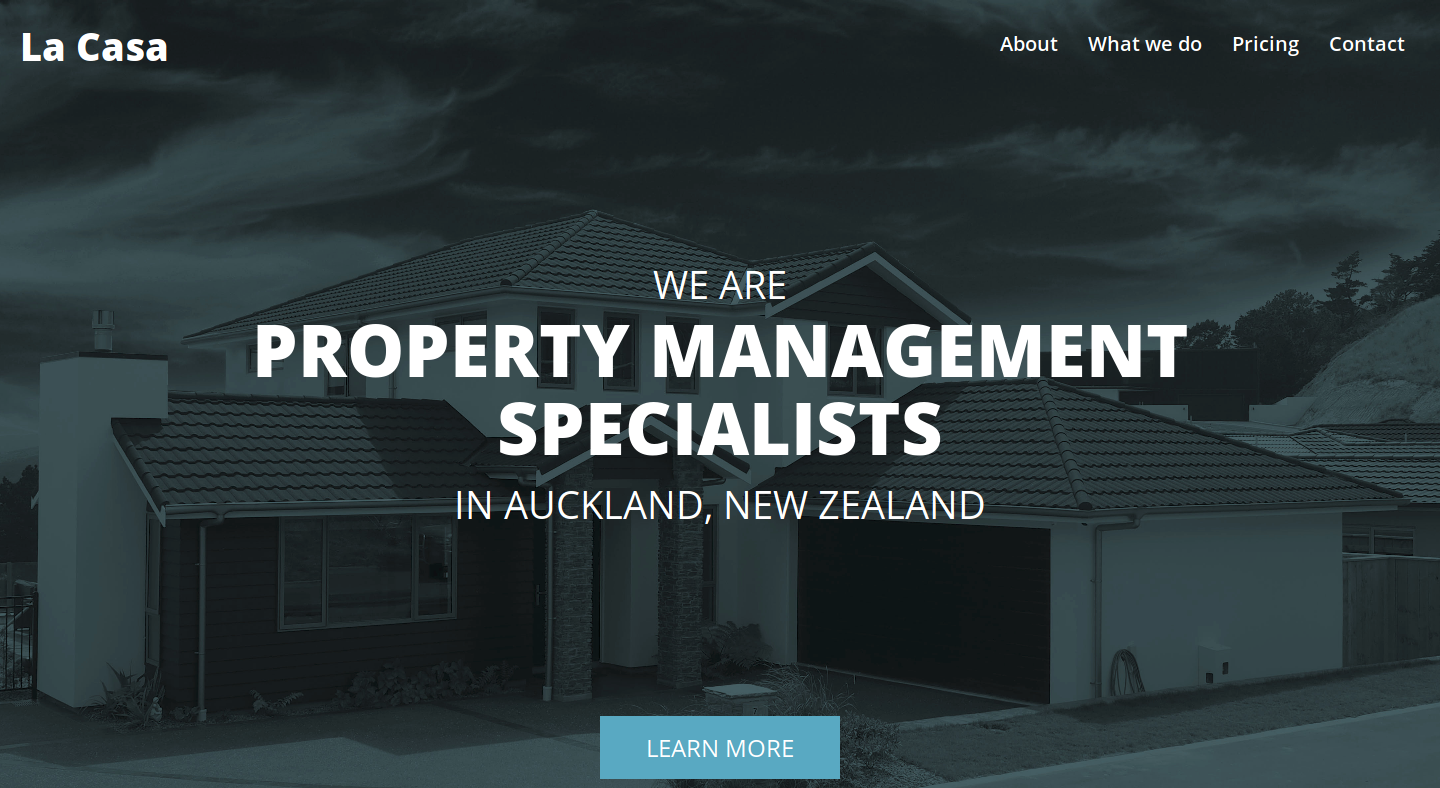 La Casa
About What we do Pricing Contact
WE ARE
PROPERTY MANAGEMENT
SPECIALISTS
IN AUCKLAND, NEW ZEALAND
LEARN MORE